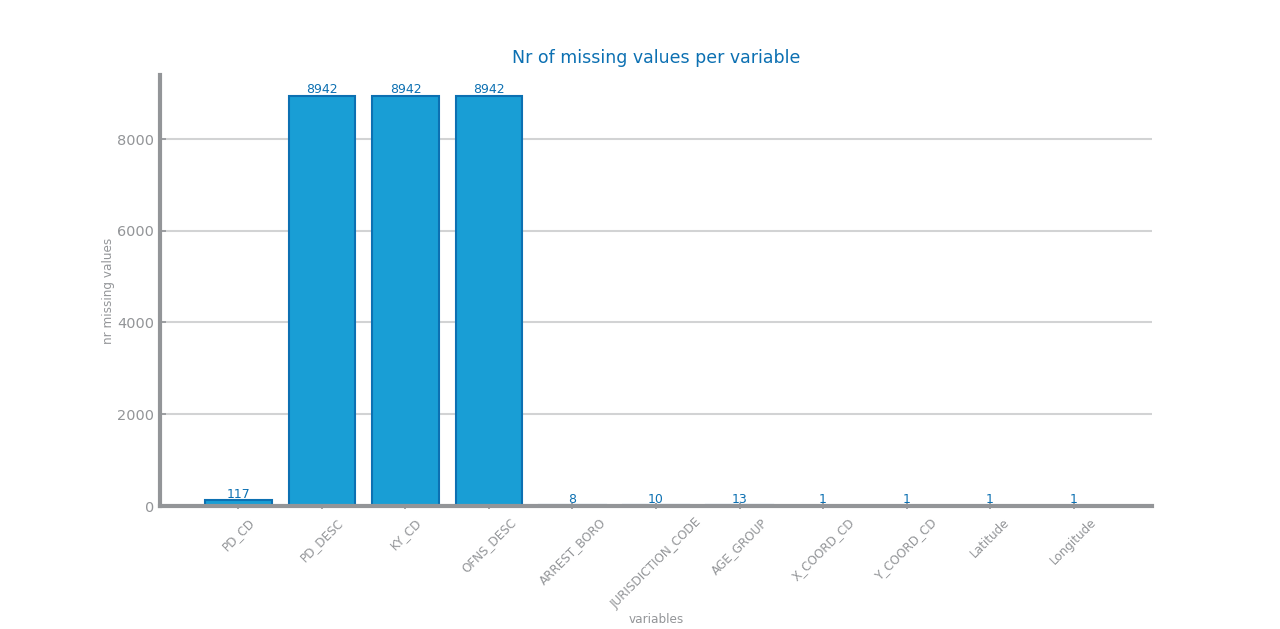 Nr of missing values per variable
8942 8942 8942
8000
6000
nr missing values
4000
2000
117 8 10 13 1 1 1 1
0
PD_CD PD_DESC KY_CD OFNS_DESC ARREST_BORO JURISDICTION_CODE AGE_GROUP X_COORD_CD Y_COORD_CD Latitude Longitude
variables